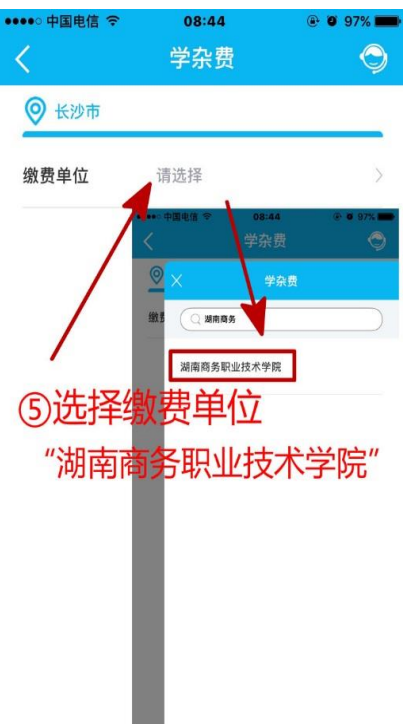 中国电信 08:44 97%
学杂费
长沙市
缴费单位 请选择
中国电信 08:44 97%
学杂费
缴费
学杂费
湖南商务
湖南商务职业技术学院
⑤选择缴费单位
“湖南商务职业技术学院”